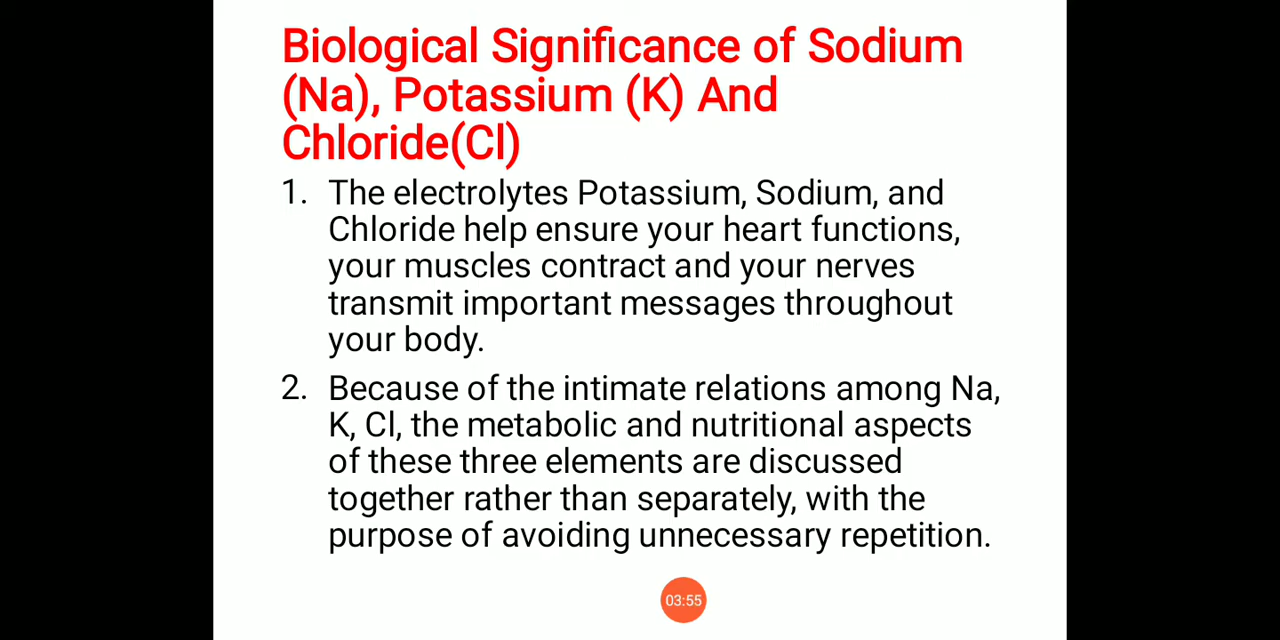 Biological Significance of Sodium
(Na), Potassium (K) And
Chloride(Cl)
1. The electrolytes Potassium, Sodium, and
Chloride help ensure your heart functions,
your muscles contract and your nerves
transmit important messages throughout
your body.
2. Because of the intimate relations among Na,
K, Cl, the metabolic and nutritional aspects
of these three elements are discussed
together rather than separately, with the
purpose of avoiding unnecessary repetition.
03:55